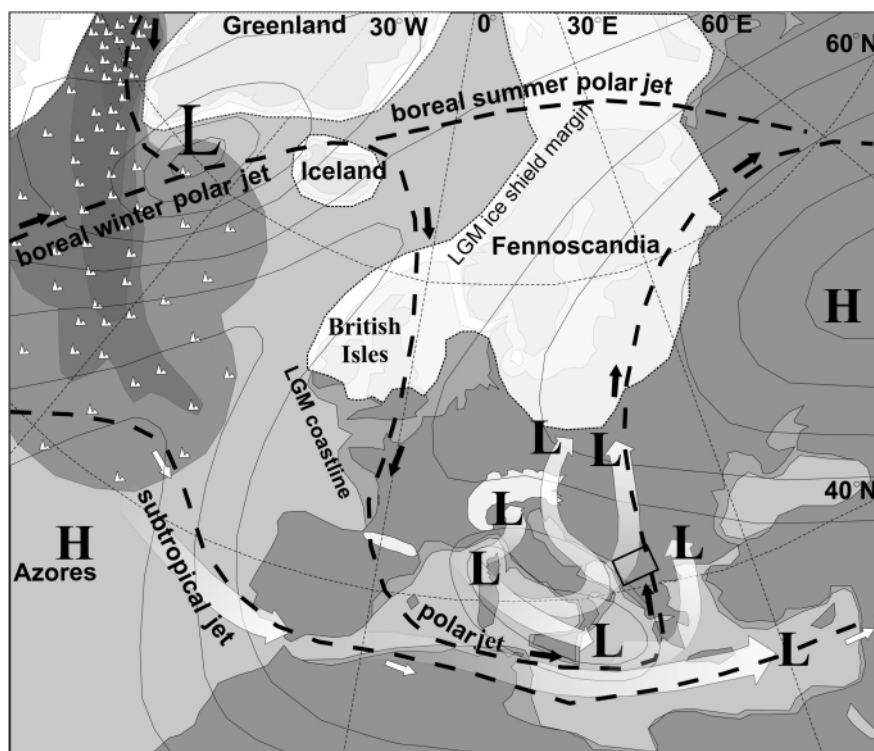 Greenland
30°W
0°
30°E
60°E
60°N
boreal summer polar jet
L
Iceland
boreal winter polar jet
LGM ice shield margin
Fennoscandia
H
British
Isles
LGM coastline
L
L
40°N
subtropical jet
L
L
H
Azores
L
polar jet
L
L